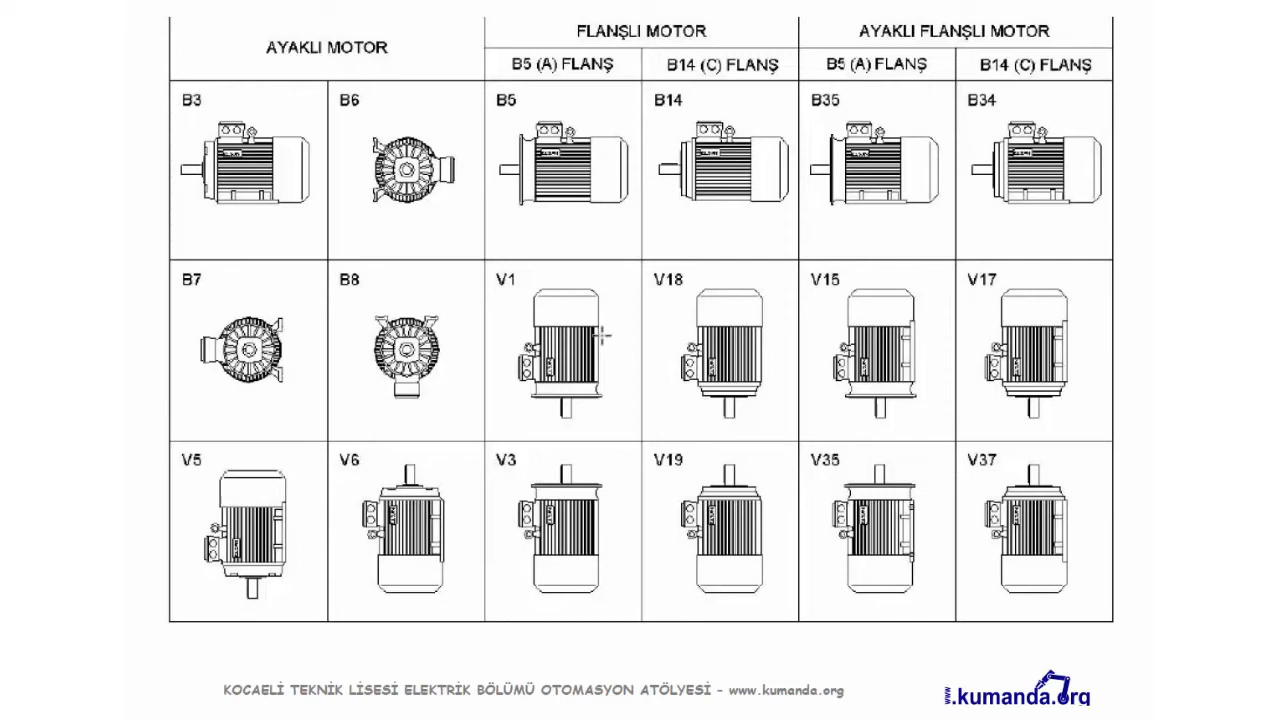 AYAKLI MOTOR
FLANŞLI MOTOR
AYAKLI FLANŞLI MOTOR
B5 (A) FLANŞ
B14 (C) FLANŞ
B5 (A) FLANŞ
B14 (C) FLANŞ
B3
B6
B5
B14
B35
B34
B7
B8
V1
V18
V15
V17
V5
V6
V3
V19
V35
V37
KOCAELİ TEKNİK LİSESİ ELEKTRİK BÖLÜMÜ OTOMASYON ATÖLYESİ - www.kumanda.org
.kumanda.org